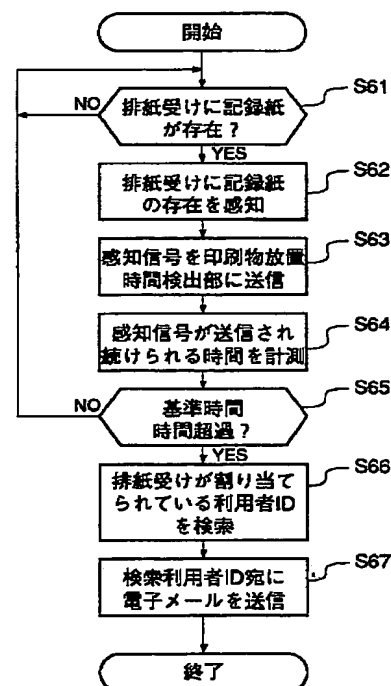 開始
S61
NO
排紙受けに記録紙
が存在?
YES
S62
排紙受けに記録紙
の存在を感知
S63
感知信号を印刷物放置
時間検出部に送信
S64
感知信号が送信され
続けられる時間を計測
S65
NO
基準時間
時間超過?
YES
S66
排紙受けが割り当て
られている利用者ID
を検索
S67
検索利用者ID宛に
電子メールを送信
終了